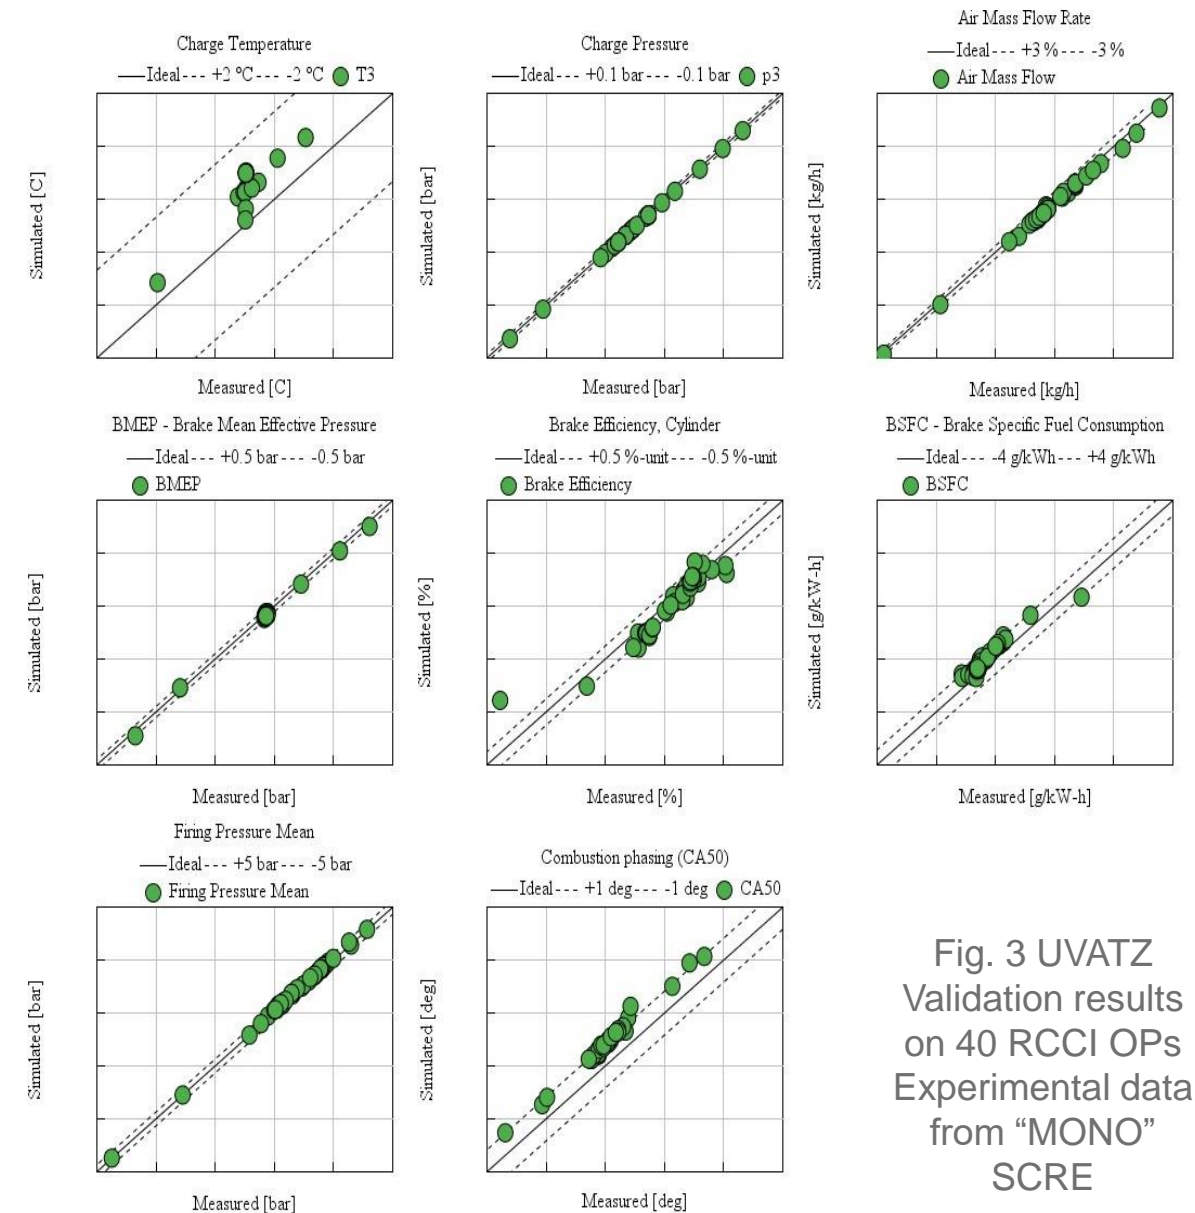 Charge Temperature
—Ideal--- +2 °C--- -2 °C T3
Simulated [C]
Measured [C]
Charge Pressure
—Ideal--- +0.1 bar--- -0.1 bar p3
Simulated [bar]
Measured [bar]
Air Mass Flow Rate
—Ideal--- +3 %--- -3 %
Air Mass Flow
Simulated [kg/h]
Measured [kg/h]
BMEP - Brake Mean Effective Pressure
—Ideal--- +0.5 bar--- -0.5 bar
BMEP
Simulated [bar]
Measured [bar]
Brake Efficiency, Cylinder
—Ideal--- +0.5 %-unit--- -0.5 %-unit
Brake Efficiency
Simulated [%]
Measured [%]
BSFC - Brake Specific Fuel Consumption
—Ideal--- -4 g/kWh--- +4 g/kWh
BSFC
Simulated [g/kW-h]
Measured [g/kW-h]
Firing Pressure Mean
—Ideal--- +5 bar--- -5 bar
Firing Pressure Mean
Simulated [bar]
Measured [bar]
Combustion phasing (CA50)
—Ideal--- +1 deg--- -1 deg CA50
Simulated [deg]
Measured [deg]
Fig. 3 UVATZ
Validation results
on 40 RCCI OPs
Experimental data
from “MONO”
SCRE